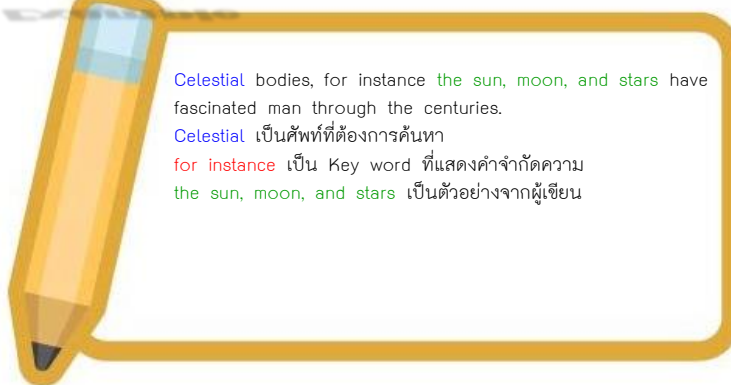 Celestial bodies, for instance the sun, moon, and stars have
fascinated man through the centuries.
Celestial เป็นศัพท์ที่ต้องการค้นหา
for instance เป็น Key word ที่แสดงคำจำกัดความ
the sun, moon, and stars เป็นตัวอย่างจากผู้เขียน